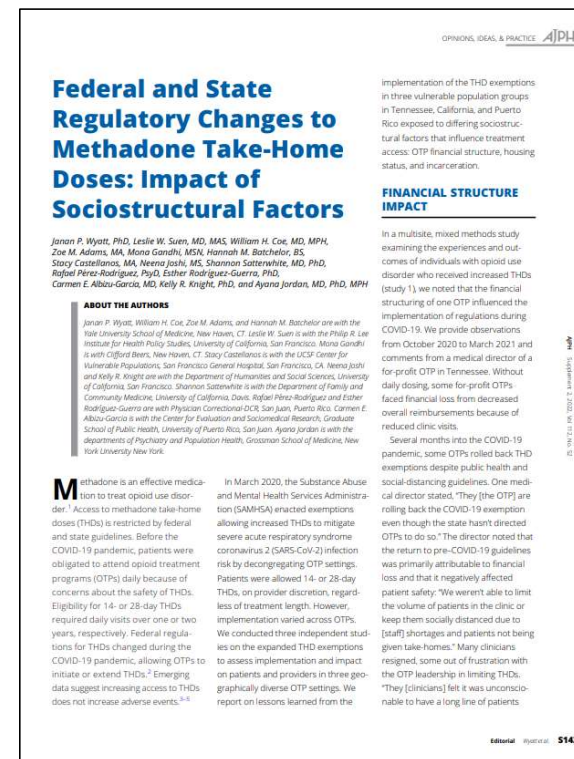 OPINIONS, IDEAS, & PRACTICE AJPH
Federal and State
Regulatory Changes to
Methadone Take-Home
Doses: Impact of
Sociostructural Factors
Janan P. Wyatt, PhD, Leslie W. Suen, MD, MAS, William H. Coe, MD, MPH,
Zoe M. Adams, MA, Mona Gandhi, MSN, Hannah M. Batchelor, BS,
Stacy Castellanos, MA, Neena Joshi, MS, Shannon Satterwhite, MD, PhD,
Rafael Pérez-Rodríguez, PsyD, Esther Rodríguez-Guerra, PhD,
Carmen E. Albizu-García, MD, Kelly R. Knight, PhD, and Ayana Jordan, MD, PhD, MPH
ABOUT THE AUTHORS
Janan P. Wyatt, William H. Coe, Zoe M. Adams, and Hannah M. Batchelor are with the
Yale University School of Medicine, New Haven, CT. Leslie W. Suen is with the Philip R. Lee
Institute for Health Policy Studies, University of California, San Francisco. Mona Gandhi
is with Clifford Beers, New Haven, CT. Stacy Castellanos is with the UCSF Center for
Vulnerable Populations, San Francisco General Hospital, San Francisco, CA. Neena Joshi
and Kelly R. Knight are with the Department of Humanities and Social Sciences, University
of California, San Francisco. Shannon Satterwhite is with the Department of Family and
Community Medicine, University of California, Davis. Rafael Pérez-Rodríguez and Esther
Rodríguez-Guerra are with Physician Correctional-DCR, San Juan, Puerto Rico. Carmen E.
Albizu-García is with the Center for Evaluation and Sociomedical Research, Graduate
School of Public Health, University of Puerto Rico, San Juan. Ayana Jordan is with the
departments of Psychiatry and Population Health, Grossman School of Medicine, New
York University New York.
Methadone is an effective medica-
tion to treat opioid use disor-
der.1 Access to methadone take-home
doses (THDs) is restricted by federal
and state guidelines. Before the
COVID-19 pandemic, patients were
obligated to attend opioid treatment
programs (OTPs) daily because of
concerns about the safety of THDs.
Eligibility for 14- or 28-day THDs
required daily visits over one or two
years, respectively. Federal regula-
tions for THDs changed during the
COVID-19 pandemic, allowing OTPs to
initiate or extend THDs.2 Emerging
data suggest increasing access to THDs
does not increase adverse events.3–5
In March 2020, the Substance Abuse
and Mental Health Services Administra-
tion (SAMHSA) enacted exemptions
allowing increased THDs to mitigate
severe acute respiratory syndrome
coronavirus 2 (SARS-CoV-2) infection
risk by decongregating OTP settings.
Patients were allowed 14- or 28-day
THDs, on provider discretion, regard-
less of treatment length. However,
implementation varied across OTPs.
We conducted three independent stud-
ies on the expanded THD exemptions
to assess implementation and impact
on patients and providers in three geo-
graphically diverse OTP settings. We
report on lessons learned from the
implementation of the THD exemptions
in three vulnerable population groups
in Tennessee, California, and Puerto
Rico exposed to differing sociostruc-
tural factors that influence treatment
access: OTP financial structure, housing
status, and incarceration.
FINANCIAL STRUCTURE
IMPACT
In a multisite, mixed methods study
examining the experiences and out-
comes of individuals with opioid use
disorder who received increased THDs
(study 1), we noted that the financial
structuring of one OTP influenced the
implementation of regulations during
COVID-19. We provide observations
from October 2020 to March 2021 and
comments from a medical director of a
for-profit OTP in Tennessee. Without
daily dosing, some for-profit OTPs
faced financial loss from decreased
overall reimbursements because of
reduced clinic visits.
Several months into the COVID-19
pandemic, some OTPs rolled back THD
exemptions despite public health and
social-distancing guidelines. One medi-
cal director stated, “They [the OTP] are
rolling back the COVID-19 exemption
even though the state hasn’t directed
OTPs to do so.” The director noted that
the return to pre–COVID-19 guidelines
was primarily attributable to financial
loss and that it negatively affected
patient safety: “We weren’t able to limit
the volume of patients in the clinic or
keep them socially distanced due to
[staff] shortages and patients not being
given take-homes.” Many clinicians
resigned, some out of frustration with
the OTP leadership in limiting THDs.
“They [clinicians] felt it was unconscio-
nable to have a long line of patients
AJPH Supplement 2, 2022, Vol 112, No. S2
Editorial Wyatt et al. S143